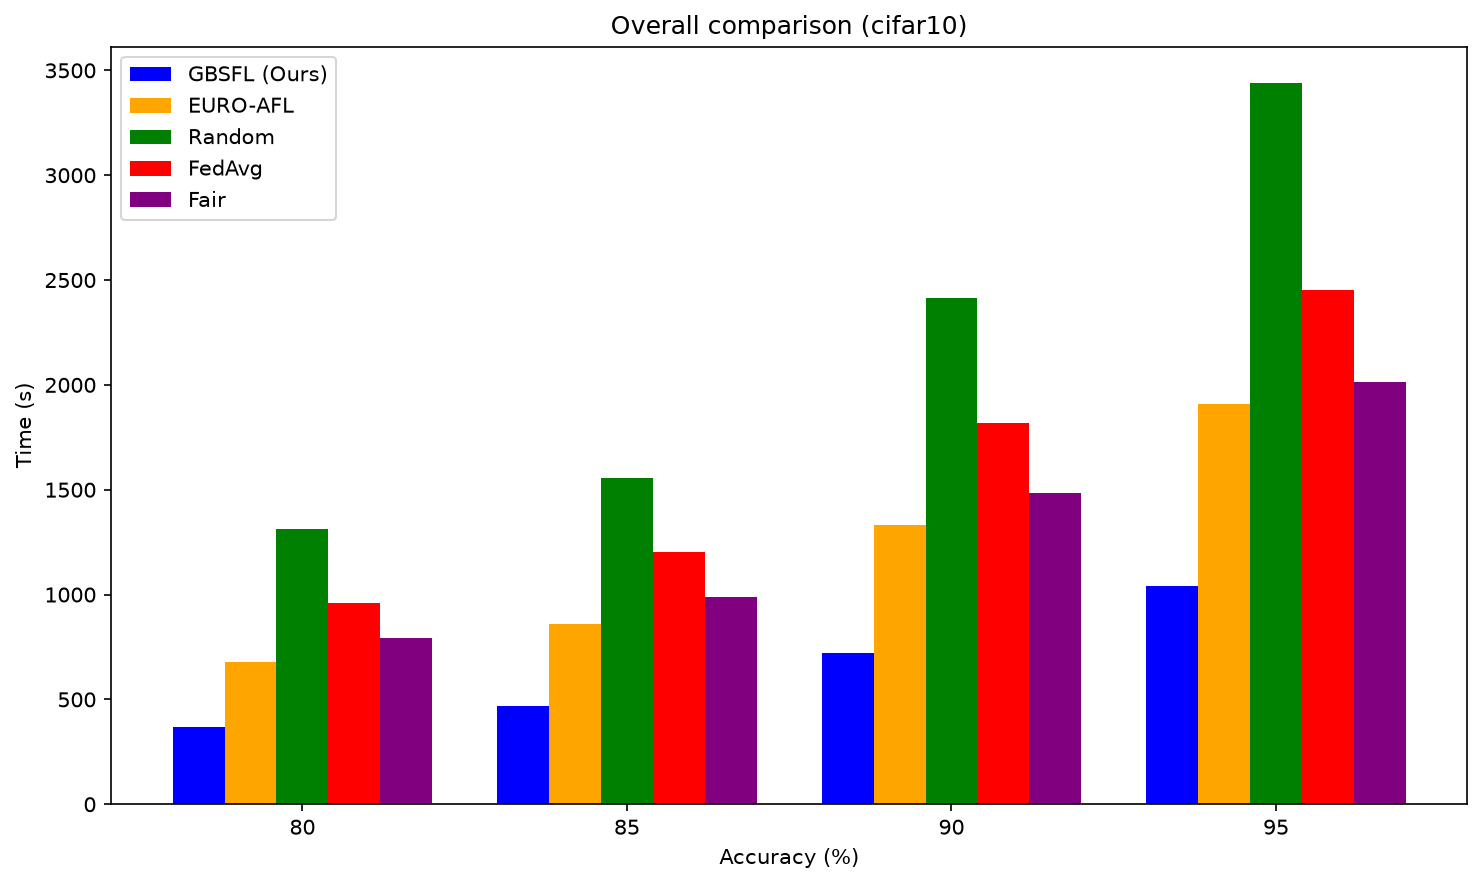 Overall comparison (cifar10)
GBSFL (Ours)
EURO-AFL
Random
FedAvg
Fair
Time (s)
3500
3000
2500
2000
1500
1000
500
0
80 85 90 95
Accuracy (%)